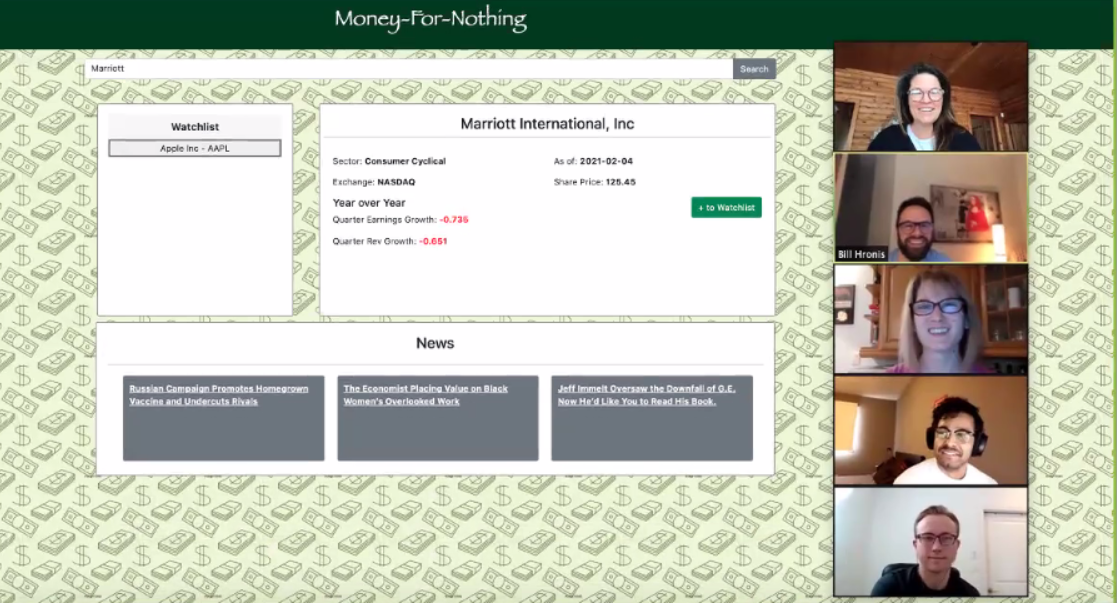 Money-For-Nothing
Marriott
Search
Watchlist
Apple Inc - AAPL
Marriott International, Inc
Sector: Consumer Cyclical
As of: 2021-02-04
Exchange: NASDAQ
Share Price: 125.45
Year over Year
+ to Watchlist
Quarter Earnings Growth: -0.735
Quarter Rev Growth: -0.651
Bill Hronis
News
Russian Campaign Promotes Homegrown
Vaccine and Undercuts Rivals
The Economist Placing Value on Black
Women's Overlooked Work
Jeff Immelt Oversaw the Downfall of G.E.
Now He'd Like You to Read His Book.